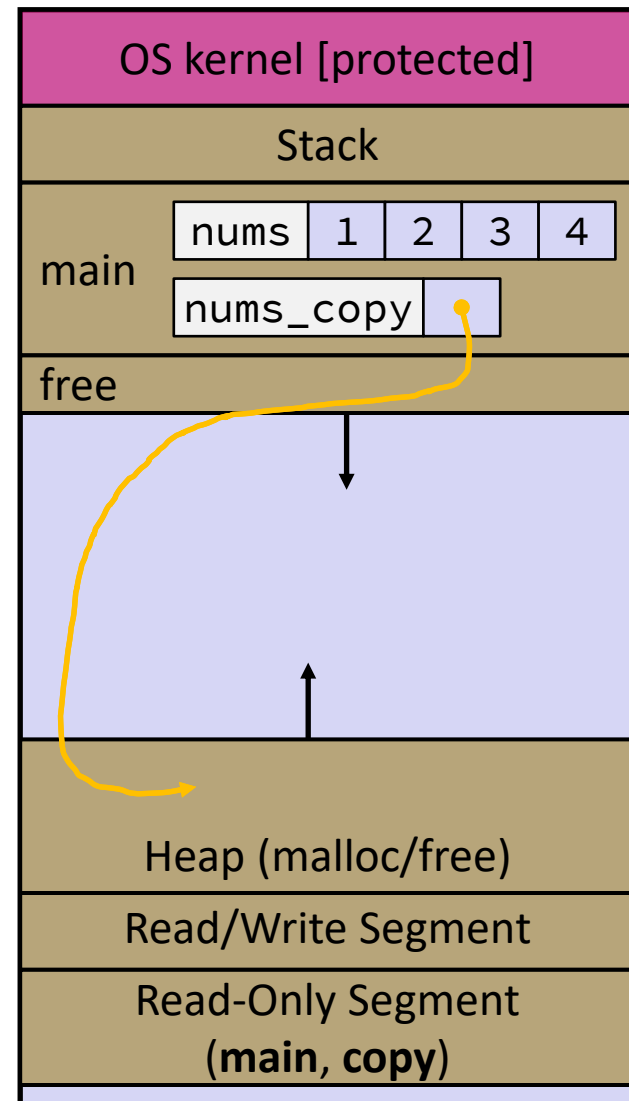 OS kernel [protected]
Stack
main
nums 1 2 3 4
nums_copy
free
Heap (malloc/free)
Read/Write Segment
Read-Only Segment
(main, copy)